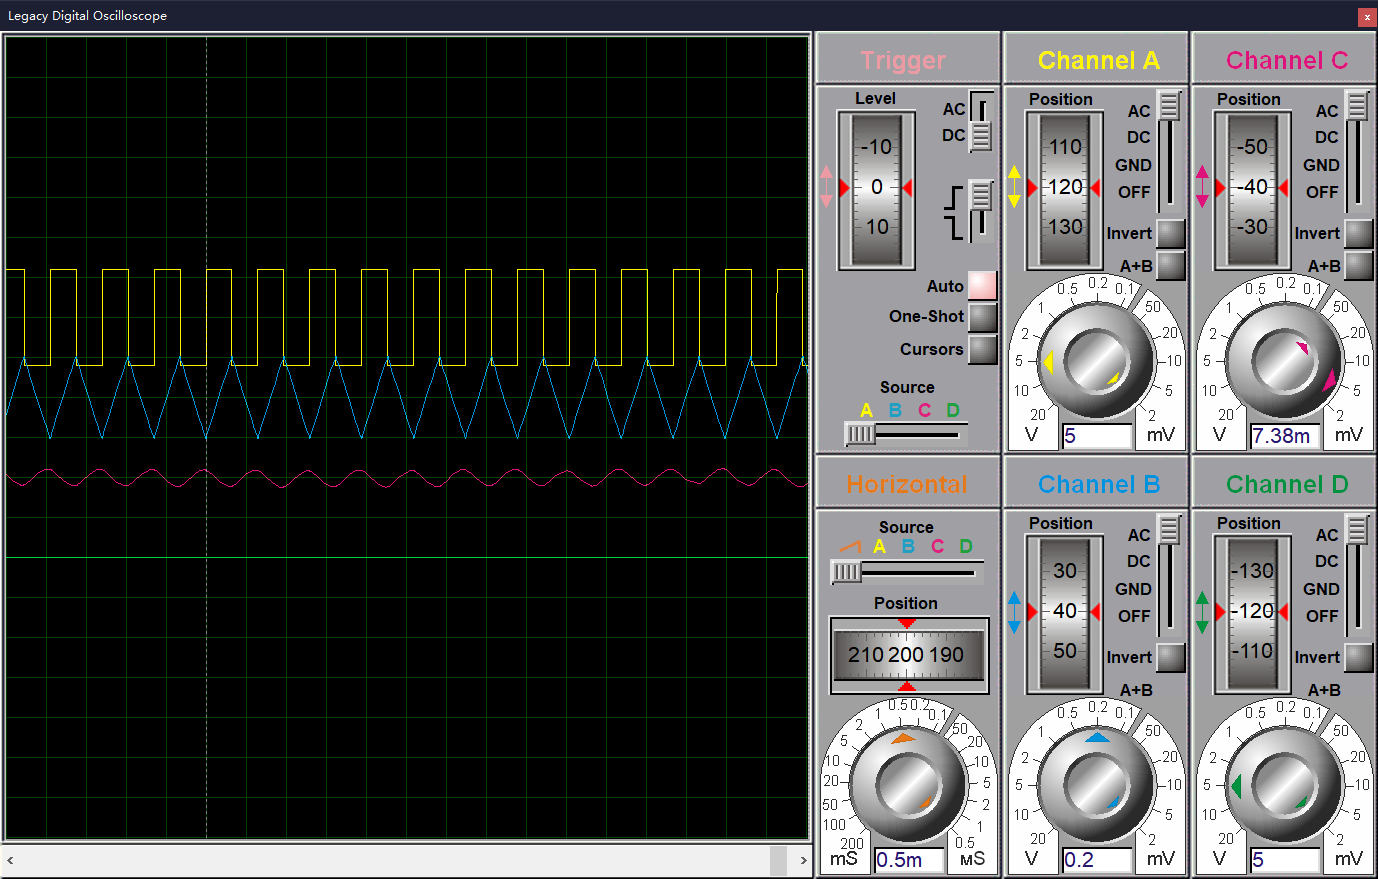 Legacy Digital Oscilloscope
x
Trigger
Level
-10
0
10
AC
DC
Auto
One-Shot
Cursors
Source
A B C D
Channel A
Position
110
120
130
AC
DC
GND
OFF
Invert
A+B
20 10 5 2 1 0.5 0.2 0.1 50 20 10 5 2
V 5 mV
Channel C
Position
-50
-40
-30
AC
DC
GND
OFF
Invert
A+B
20 10 5 2 1 0.5 0.2 0.1 50 20 10 5 2
V 7.38m mV
Horizontal
Source
A B C D
Position
210 200 190
200 100 50 20 10 5 2 1 0.5 0.2 0.1 50 20 10 5 2 1 0.5
mS 0.5m мS
Channel B
Position
30
40
50
AC
DC
GND
OFF
Invert
A+B
20 10 5 2 1 0.5 0.2 0.1 50 20 10 5 2
V 0.2 mV
Channel D
Position
-130
-120
-110
AC
DC
GND
OFF
Invert
A+B
20 10 5 2 1 0.5 0.2 0.1 50 20 10 5 2
V 5 mV